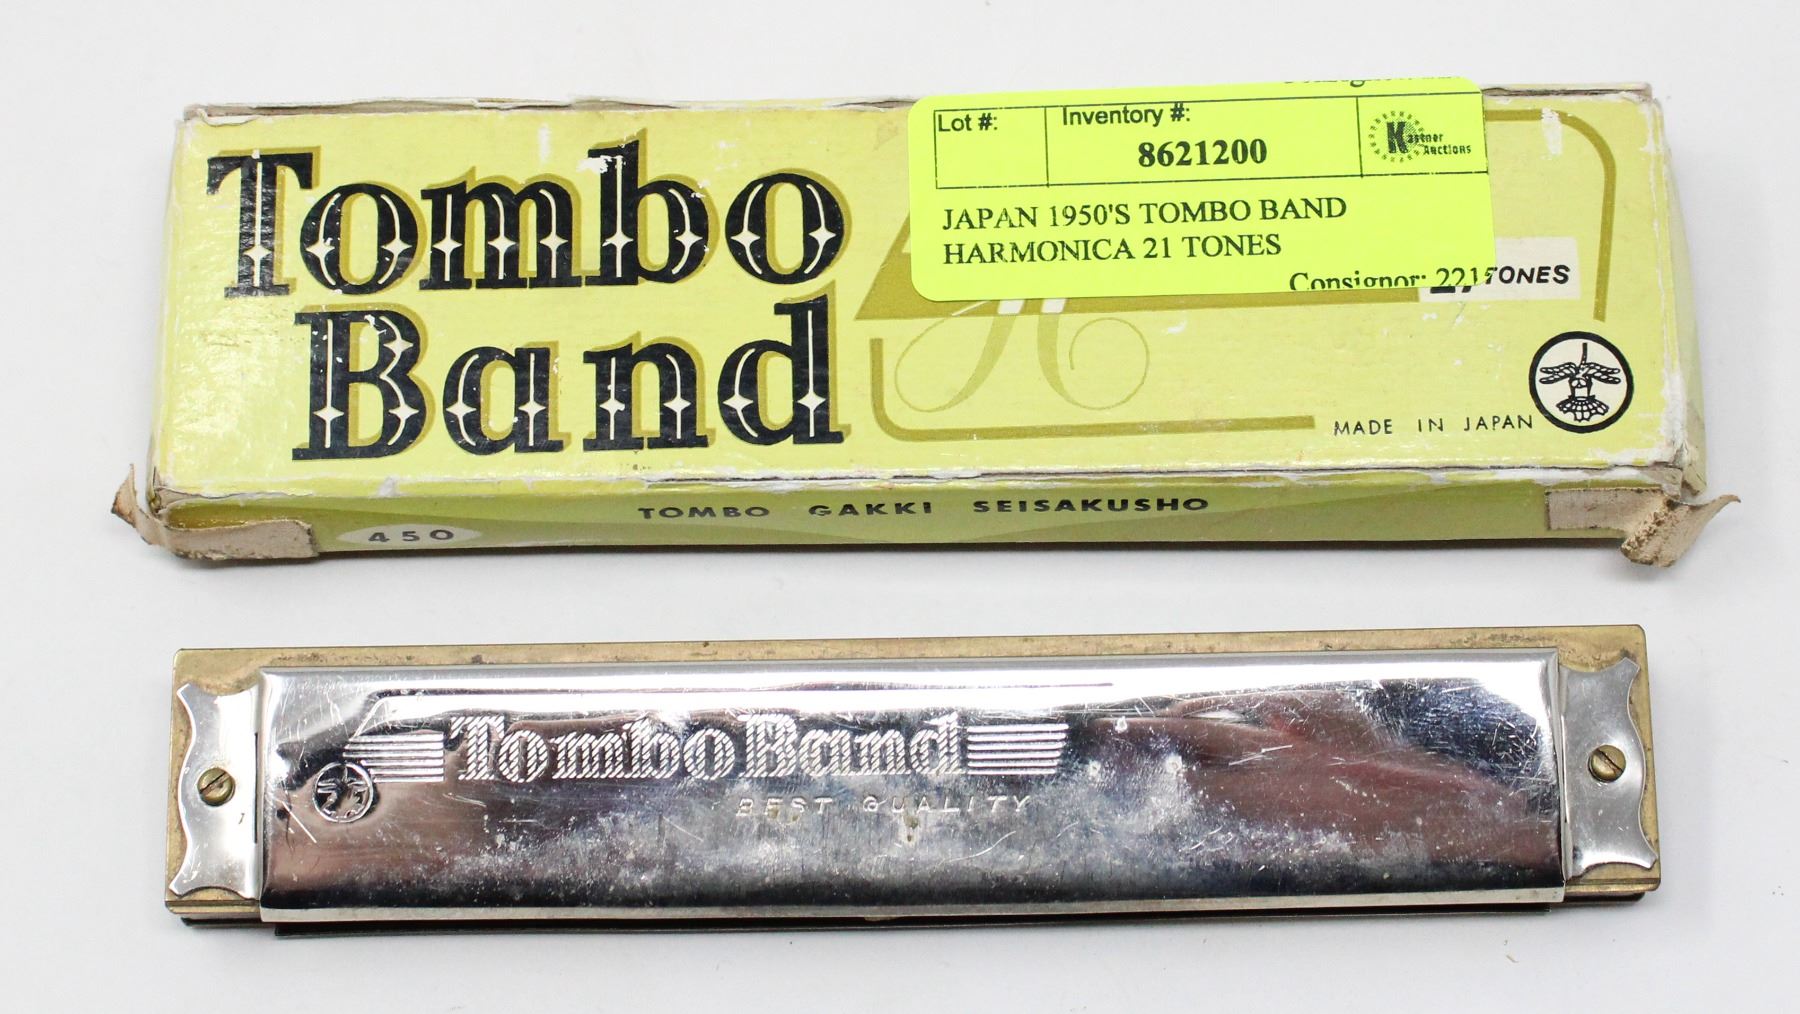 Tombo
Band
Lot #:
Inventory #:
8621200
Kastner
Auctions
JAPAN 1950'S TOMBO BAND
HARMONICA 21 TONES
Consignor: 2215
TONES
MADE IN JAPAN
450
TOMBO GAKKI SEISAKUSHO
Tombo Band
BEST QUALITY